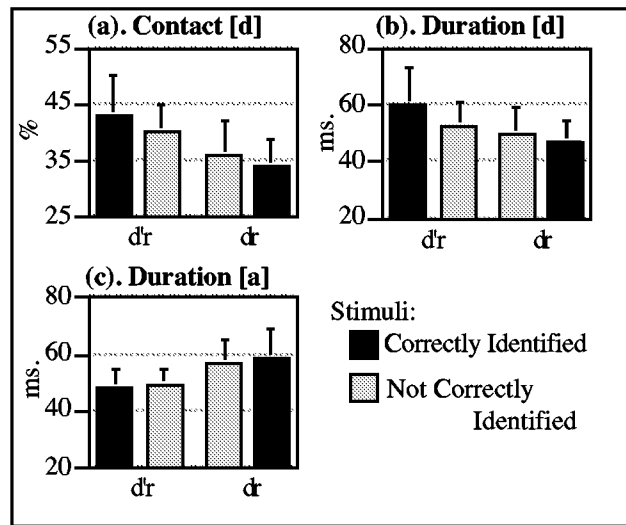 (a). Contact [d]
55
45
35
25
%
d'r
dr
(b). Duration [d]
80
60
40
20
ms.
d'r
dr
(c). Duration [a]
80
60
40
20
ms.
d'r
dr
Stimuli:
Correctly Identified
Not Correctly
Identified